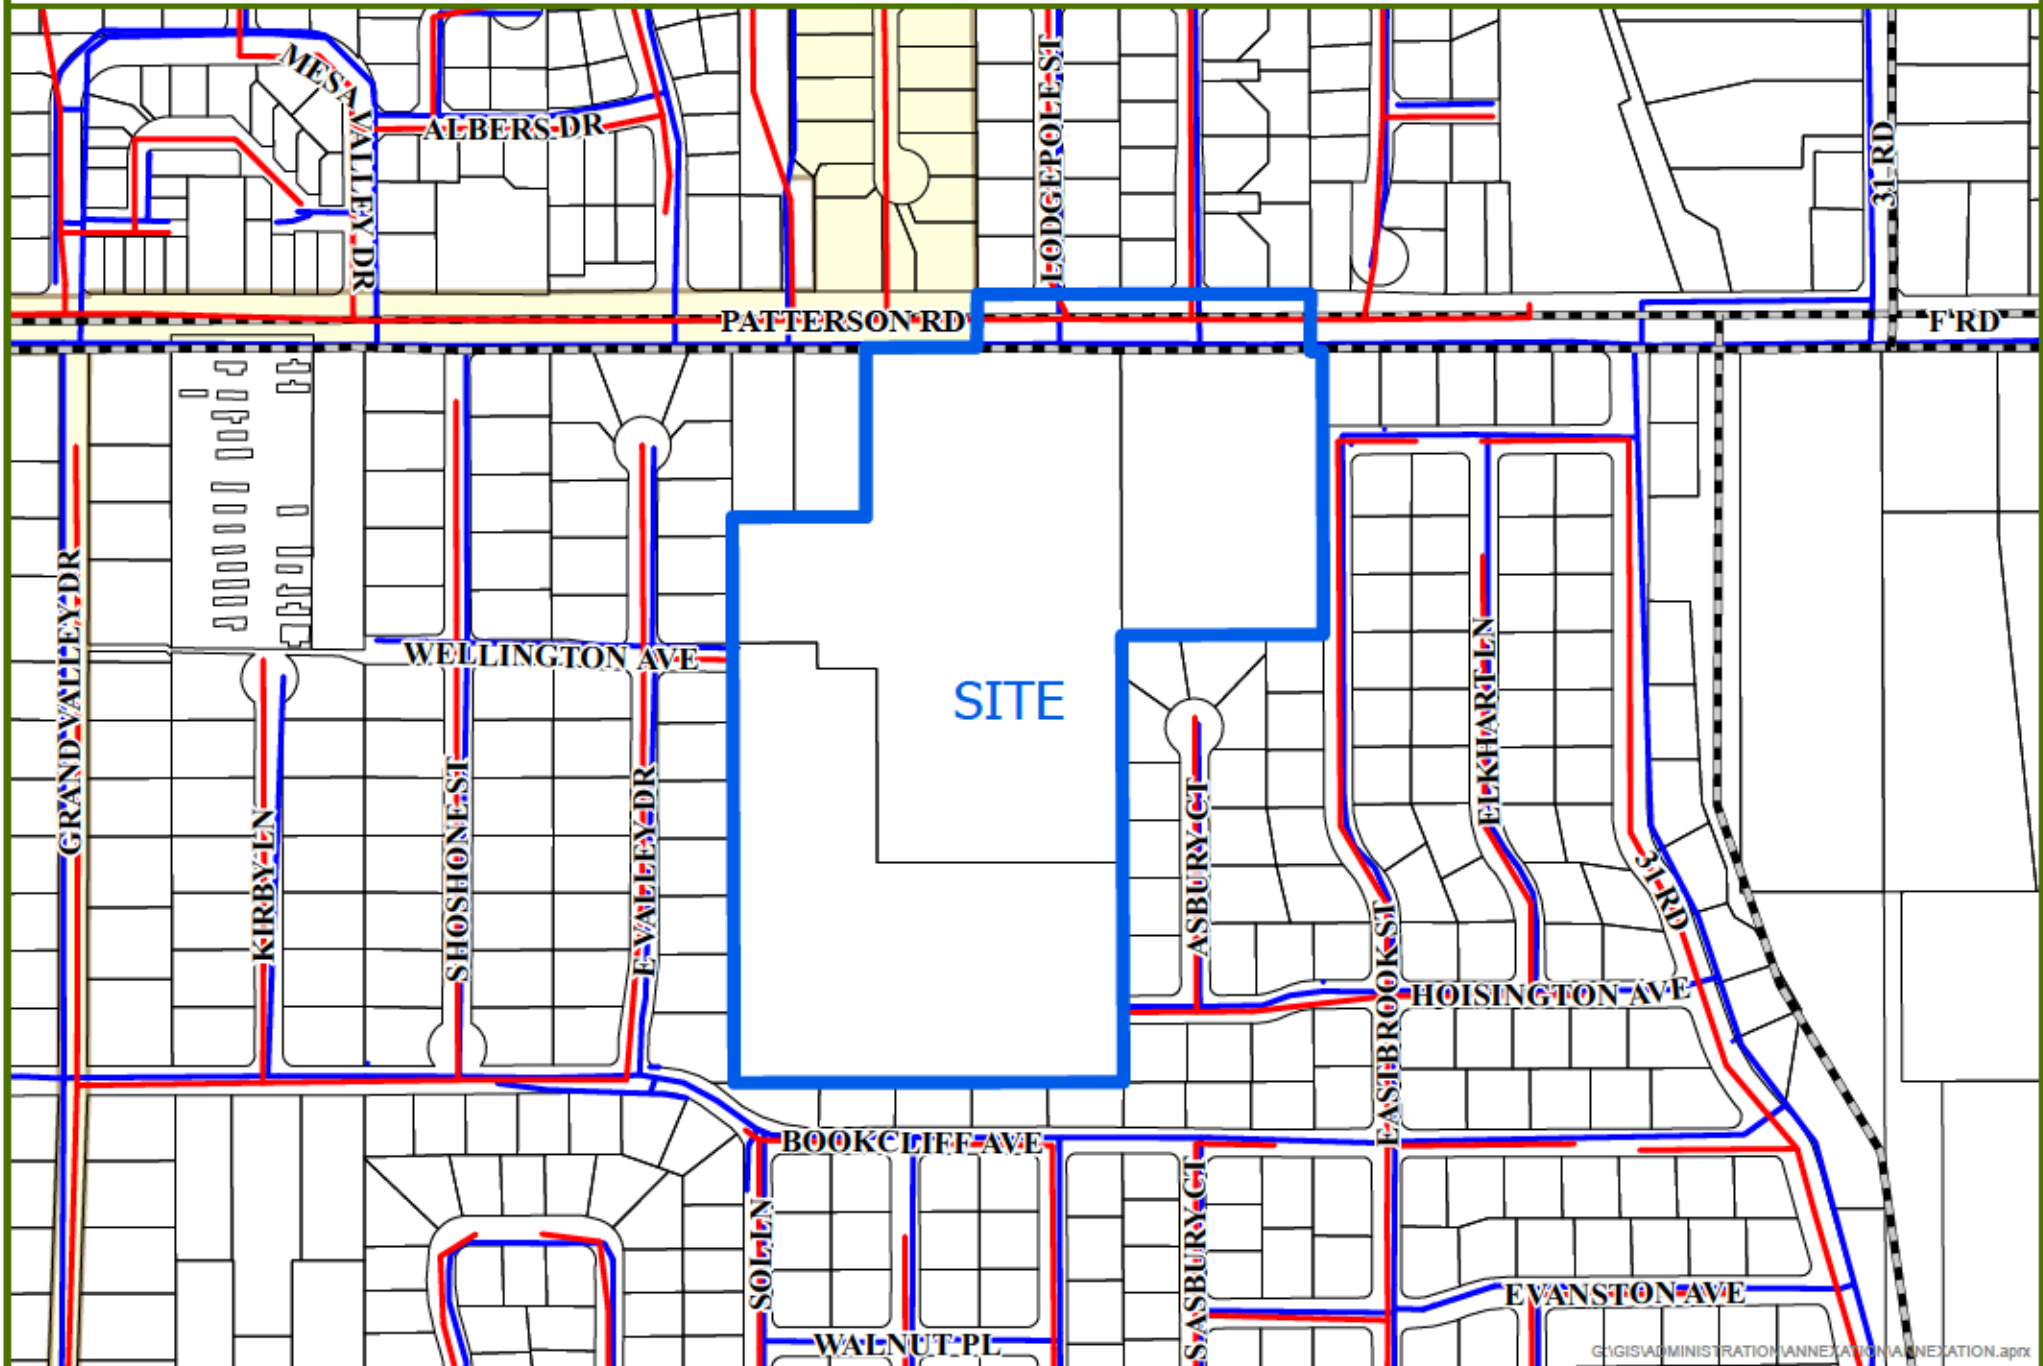 MESA VALLEY DR
ALBERS DR
LODGEPOLE ST
31 RD
PATTERSON RD
F RD
GRAND VALLEY DR
WELLINGTON AVE
SITE
KIRBY LN
SHOSHONE ST
E VALLEY DR
ASBURY CT
ELKHART LN
31 RD
EASTBROOK ST
HOISINGTON AVE
BOOKCLIFF AVE
SOL LN
S ASBURY CT
EVANSTON AVE
WALNUT PL
G:\GIS\ADMINISTRATION\ANNEXATION\ANNEXATION.aprx